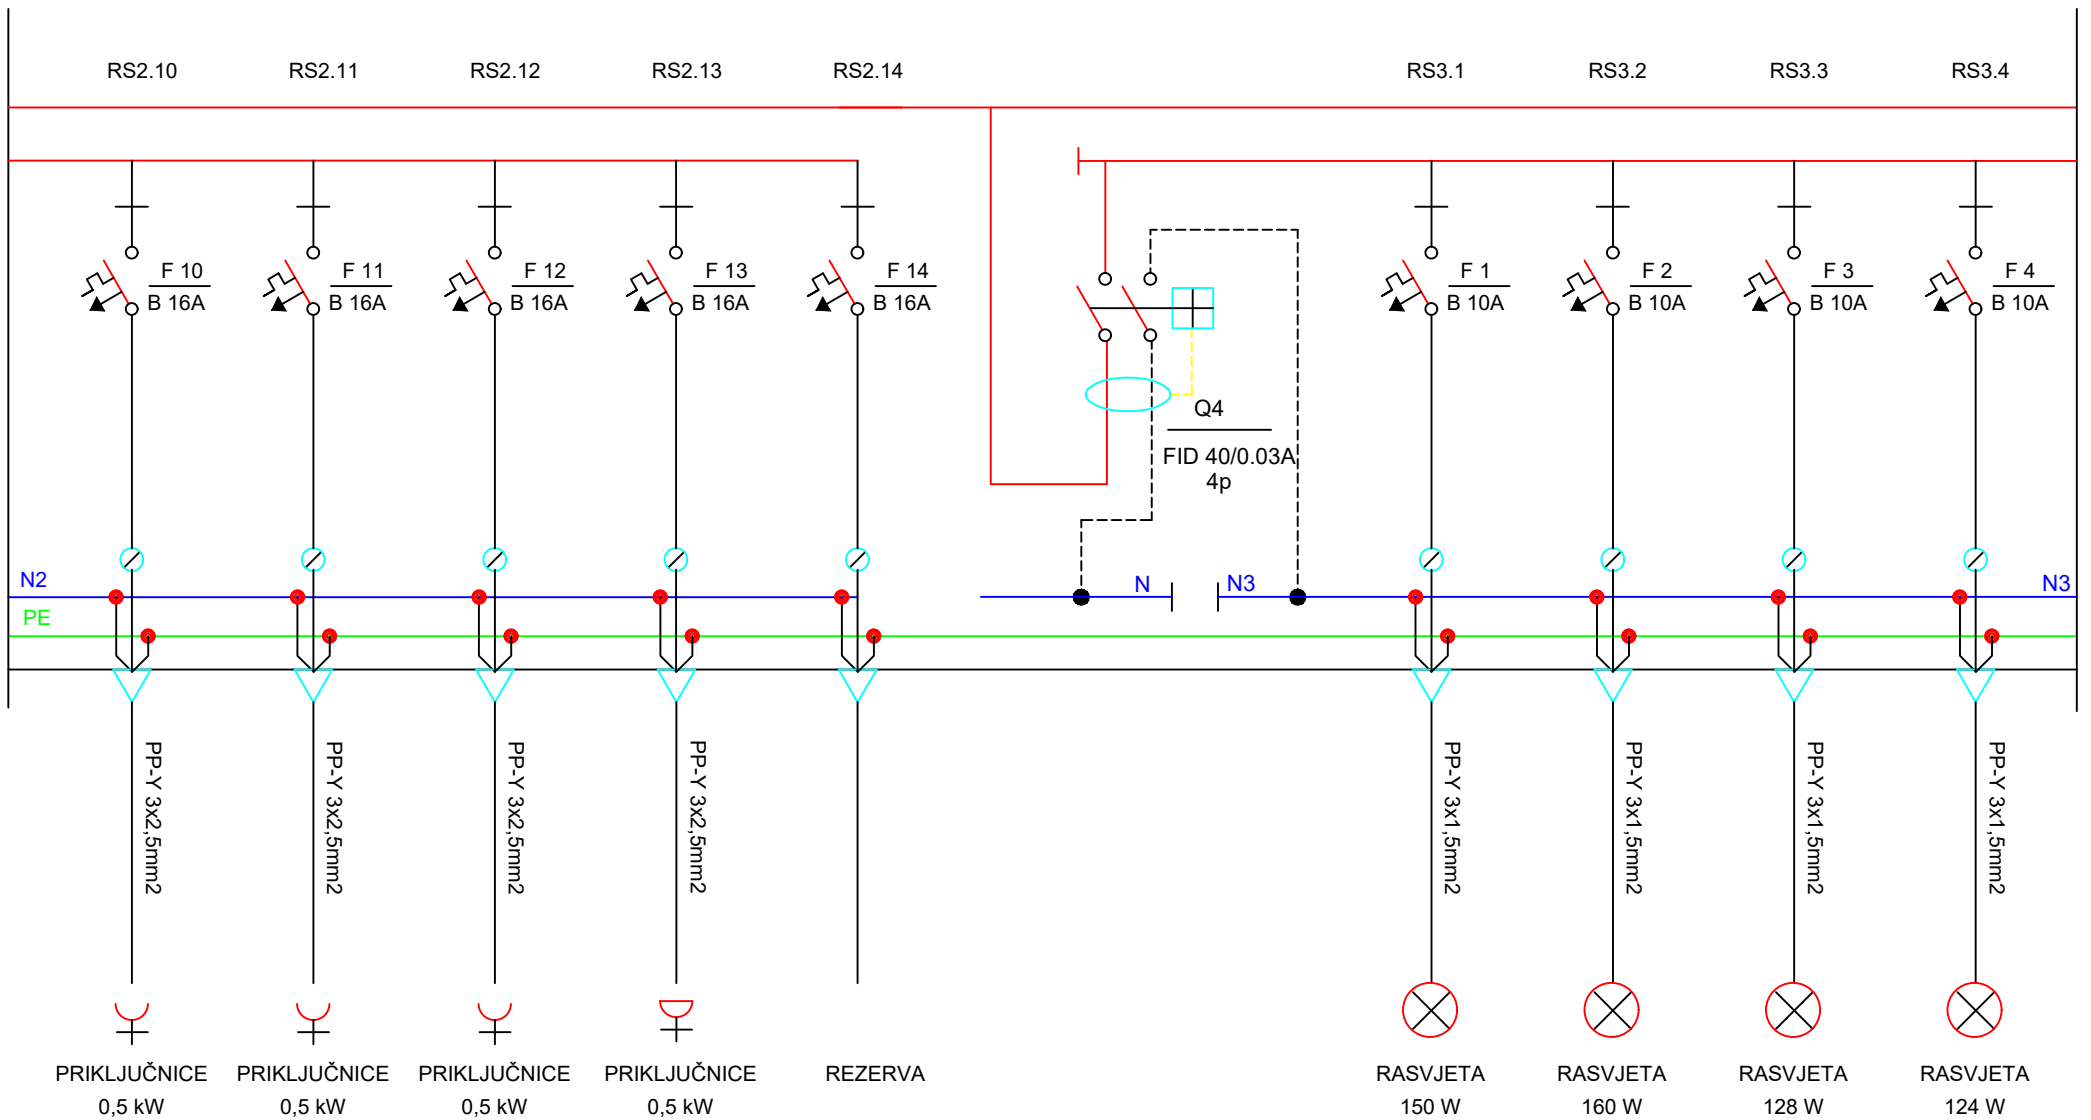 RS2.10 RS2.11 RS2.12 RS2.13 RS2.14 RS3.1 RS3.2 RS3.3 RS3.4
F 10 F 11 F 12 F 13 F 14 F 1 F 2 F 3 F 4
B 16A B 16A B 16A B 16A B 16A B 10A B 10A B 10A B 10A
Q4
FID 40/0.03A
4p
N2 N N3 N3
PE
PP-Y 3x2,5mm2
PP-Y 3x2,5mm2
PP-Y 3x2,5mm2
PP-Y 3x2,5mm2
PP-Y 3x1,5mm2
PP-Y 3x1,5mm2
PP-Y 3x1,5mm2
PP-Y 3x1,5mm2
PRIKLJUČNICE PRIKLJUČNICE PRIKLJUČNICE PRIKLJUČNICE REZERVA RASVJETA RASVJETA RASVJETA RASVJETA
0,5 kW 0,5 kW 0,5 kW 0,5 kW 150 W 160 W 128 W 124 W